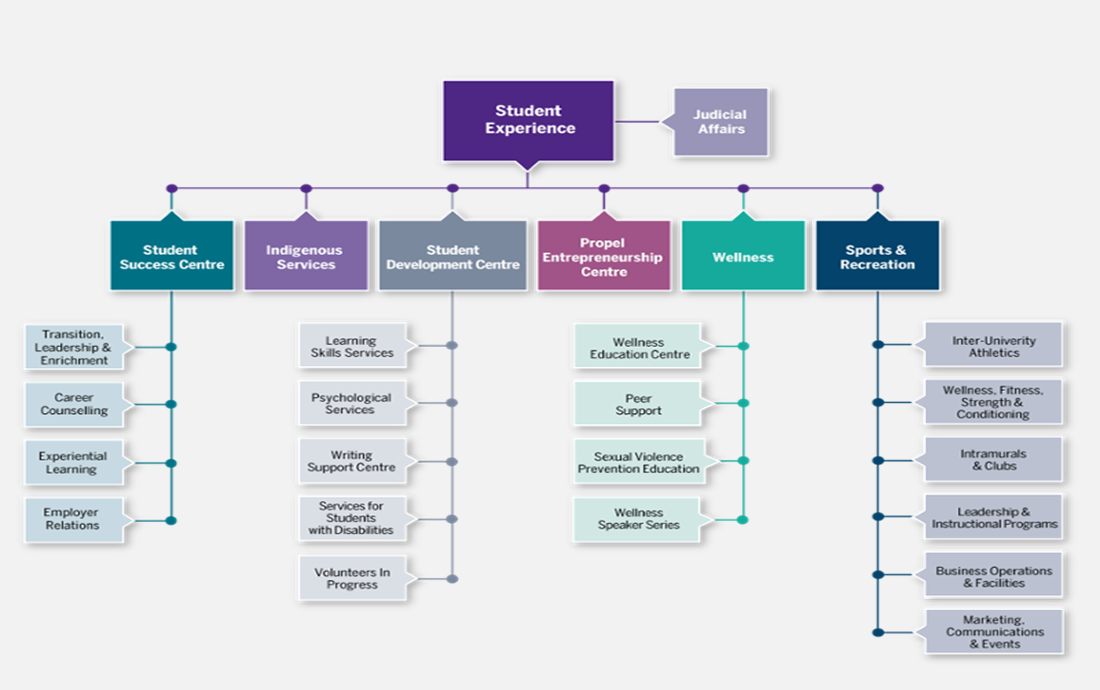 Student
Experience
Judicial
Affairs
Student
Success Centre
Indigenous
Services
Student
Development Centre
Propel
Entrepreneurship
Centre
Wellness
Sports &
Recreation
Transition,
Leadership &
Enrichment
Career
Counselling
Experiential
Learning
Employer
Relations
Learning
Skills Services
Psychological
Services
Writing
Support Centre
Services for
Students
with Disabilities
Volunteers In
Progress
Wellness
Education Centre
Peer
Support
Sexual Violence
Prevention Education
Wellness
Speaker Series
Inter-Univerity
Athletics
Wellness, Fitness,
Strength &
Conditioning
Intramurals
& Clubs
Leadership &
Instructional Programs
Business Operations
& Facilities
Marketing,
Communications
& Events